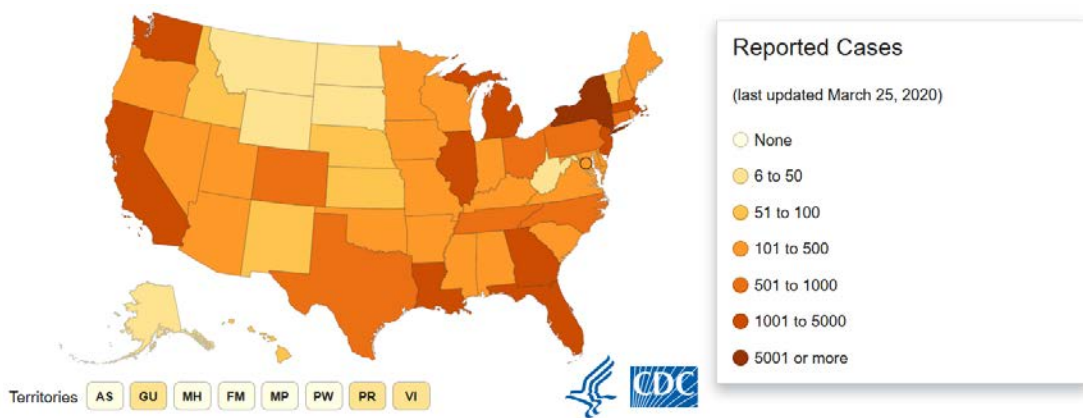 Reported Cases
(last updated March 25, 2020)
None
6 to 50
51 to 100
101 to 500
501 to 1000
1001 to 5000
5001 or more
Territories AS GU MH FM MP PW PR VI
CDC